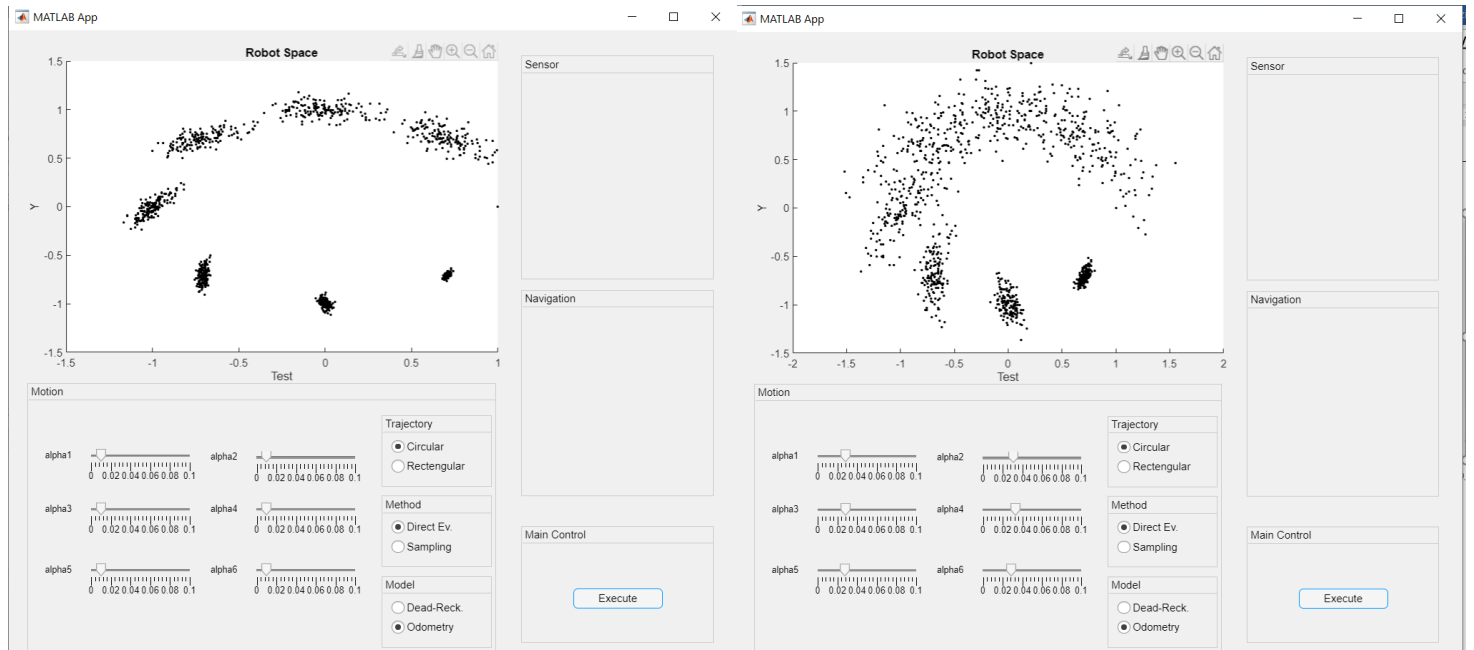 MATLAB App
Robot Space
1.5
1
0.5
0
-0.5
-1
-1.5
Y
-1.5 -1 -0.5 0 0.5 1
Test
Sensor
Navigation
Motion
alpha1
0 0.02 0.04 0.06 0.08 0.1
alpha2
0 0.02 0.04 0.06 0.08 0.1
alpha3
0 0.02 0.04 0.06 0.08 0.1
alpha4
0 0.02 0.04 0.06 0.08 0.1
alpha5
0 0.02 0.04 0.06 0.08 0.1
alpha6
0 0.02 0.04 0.06 0.08 0.1
Trajectory
Circular
Rectengular
Method
Direct Ev.
Sampling
Model
Dead-Reck.
Odometry
Main Control
Execute
MATLAB App
Robot Space
1.5
1
0.5
0
-0.5
-1
-1.5
Y
-2 -1.5 -1 -0.5 0 0.5 1 1.5 2
Test
Sensor
Navigation
Motion
alpha1
0 0.02 0.04 0.06 0.08 0.1
alpha2
0 0.02 0.04 0.06 0.08 0.1
alpha3
0 0.02 0.04 0.06 0.08 0.1
alpha4
0 0.02 0.04 0.06 0.08 0.1
alpha5
0 0.02 0.04 0.06 0.08 0.1
alpha6
0 0.02 0.04 0.06 0.08 0.1
Trajectory
Circular
Rectengular
Method
Direct Ev.
Sampling
Model
Dead-Reck.
Odometry
Main Control
Execute